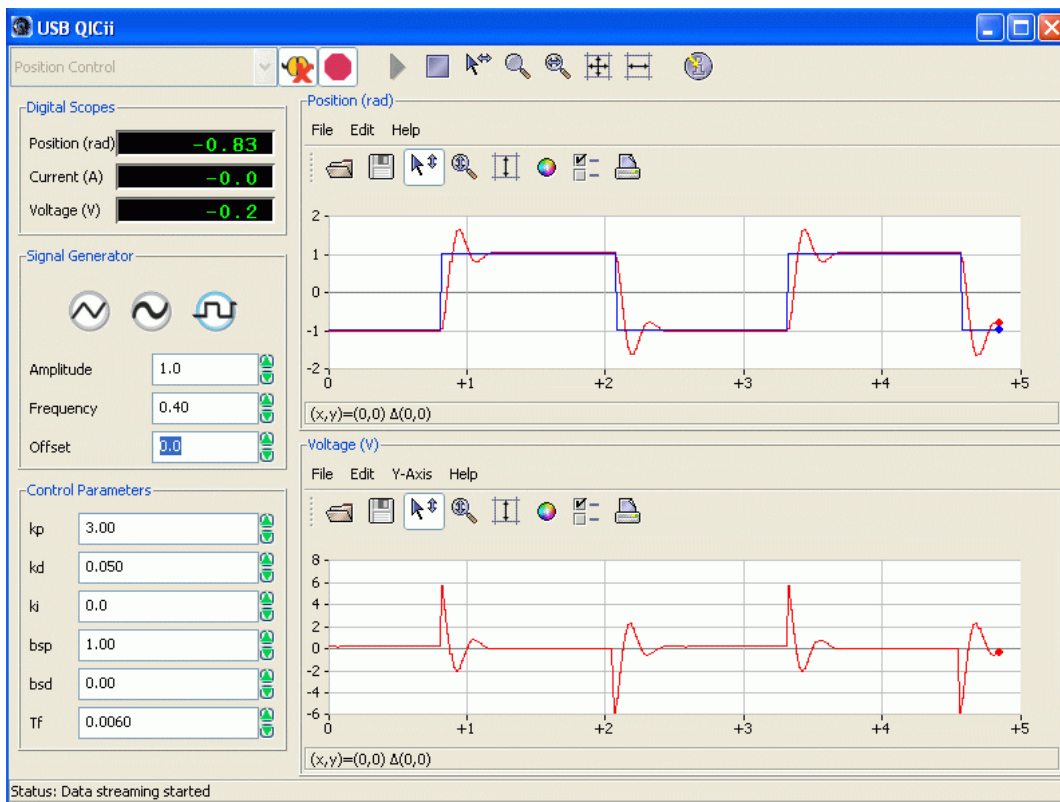 USB QICii
Position Control
Digital Scopes
Position (rad) -0.83
Current (A) -0.0
Voltage (V) -0.2
Signal Generator
Amplitude 1.0
Frequency 0.40
Offset 0.0
Control Parameters
kp 3.00
kd 0.050
ki 0.0
bsp 1.00
bsd 0.00
Tf 0.0060
Position (rad)
File Edit Help
2
1
0
-1
-2
0 +1 +2 +3 +4 +5
(x,y)=(0,0) Δ(0,0)
Voltage (V)
File Edit Y-Axis Help
8
6
4
2
0
-2
-4
-6
0 +1 +2 +3 +4 +5
(x,y)=(0,0) Δ(0,0)
Status: Data streaming started